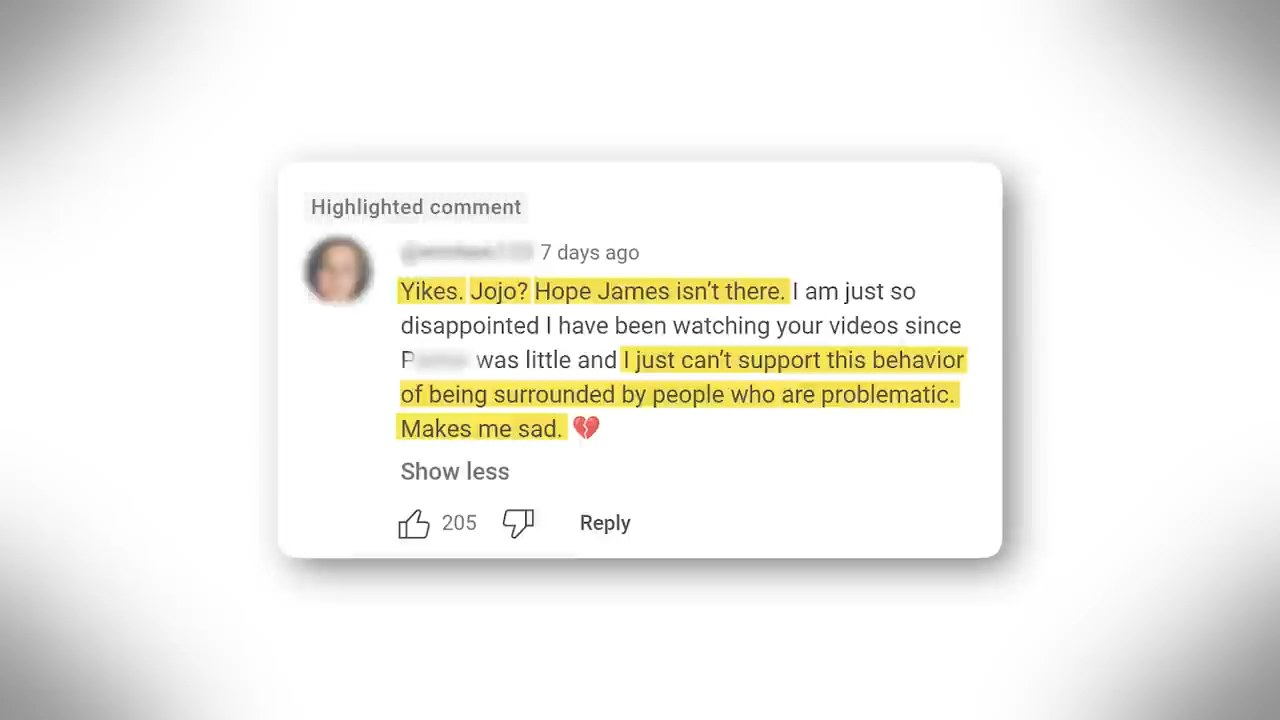 Highlighted comment
7 days ago
Yikes. Jojo? Hope James isn't there. I am just so
disappointed I have been watching your videos since
P was little and I just can't support this behavior
of being surrounded by people who are problematic.
Makes me sad. 💔
Show less
205
Reply